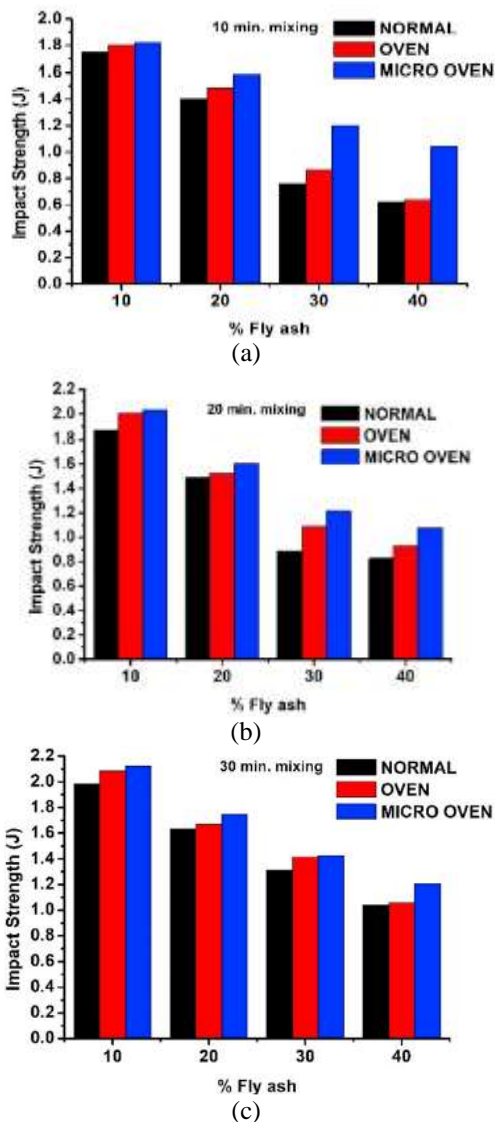 2.0
1.8
1.6
1.4
1.2
1.0
0.8
0.6
0.4
0.2
0.0
Impact Strength (J)
10 min. mixing
NORMAL
OVEN
MICRO OVEN
10 20 30 40
% Fly ash
(a)
2.2
2.0
1.8
1.6
1.4
1.2
1.0
0.8
0.6
0.4
0.2
0.0
Impact Strength (J)
20 min. mixing
NORMAL
OVEN
MICRO OVEN
10 20 30 40
% Fly ash
(b)
2.2
2.0
1.8
1.6
1.4
1.2
1.0
0.8
0.6
0.4
0.2
0.0
Impact Strength (J)
30 min. mixing
NORMAL
OVEN
MICRO OVEN
10 20 30 40
% Fly ash
(c)